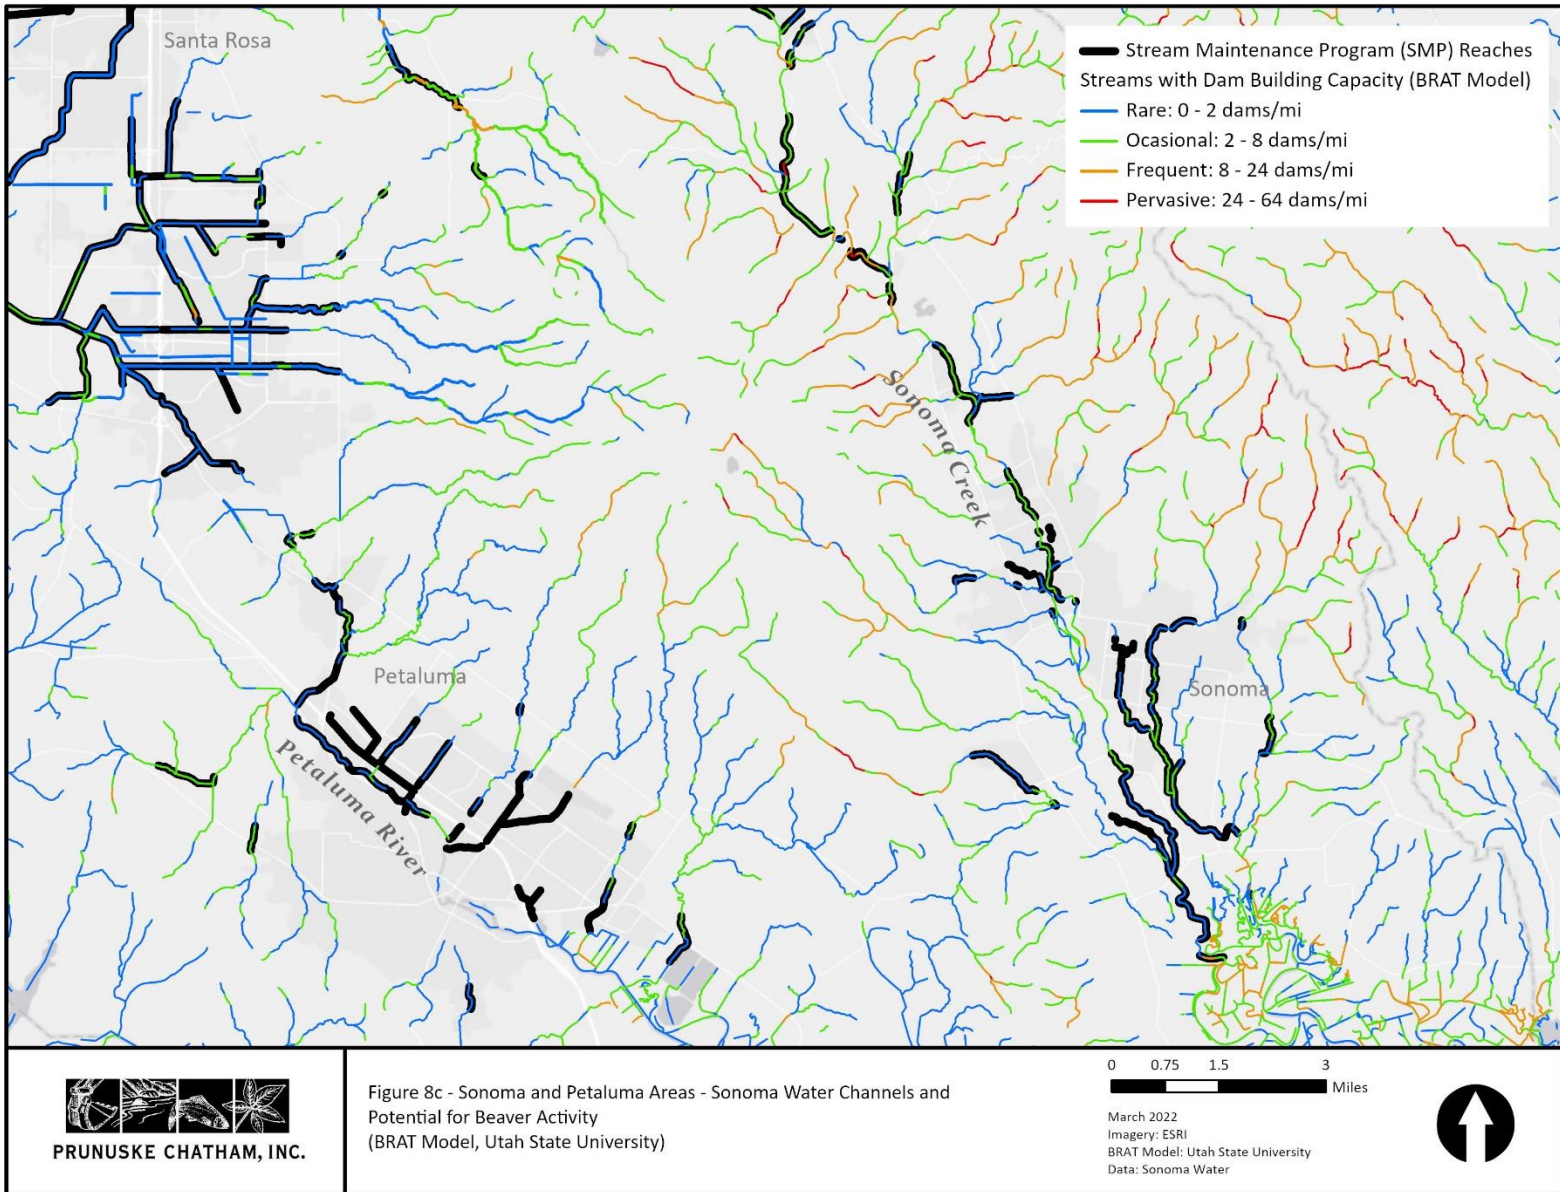 Santa Rosa
Stream Maintenance Program (SMP) Reaches
Streams with Dam Building Capacity (BRAT Model)
Rare: 0 - 2 dams/mi
Ocasional: 2 - 8 dams/mi
Frequent: 8 - 24 dams/mi
Pervasive: 24 - 64 dams/mi
Sonoma Creek
Petaluma
Sonoma
Petaluma River
PRUNUSKE CHATHAM, INC.
Figure 8c - Sonoma and Petaluma Areas - Sonoma Water Channels and
Potential for Beaver Activity
(BRAT Model, Utah State University)
0 0.75 1.5 3
Miles
March 2022
Imagery: ESRI
BRAT Model: Utah State University
Data: Sonoma Water